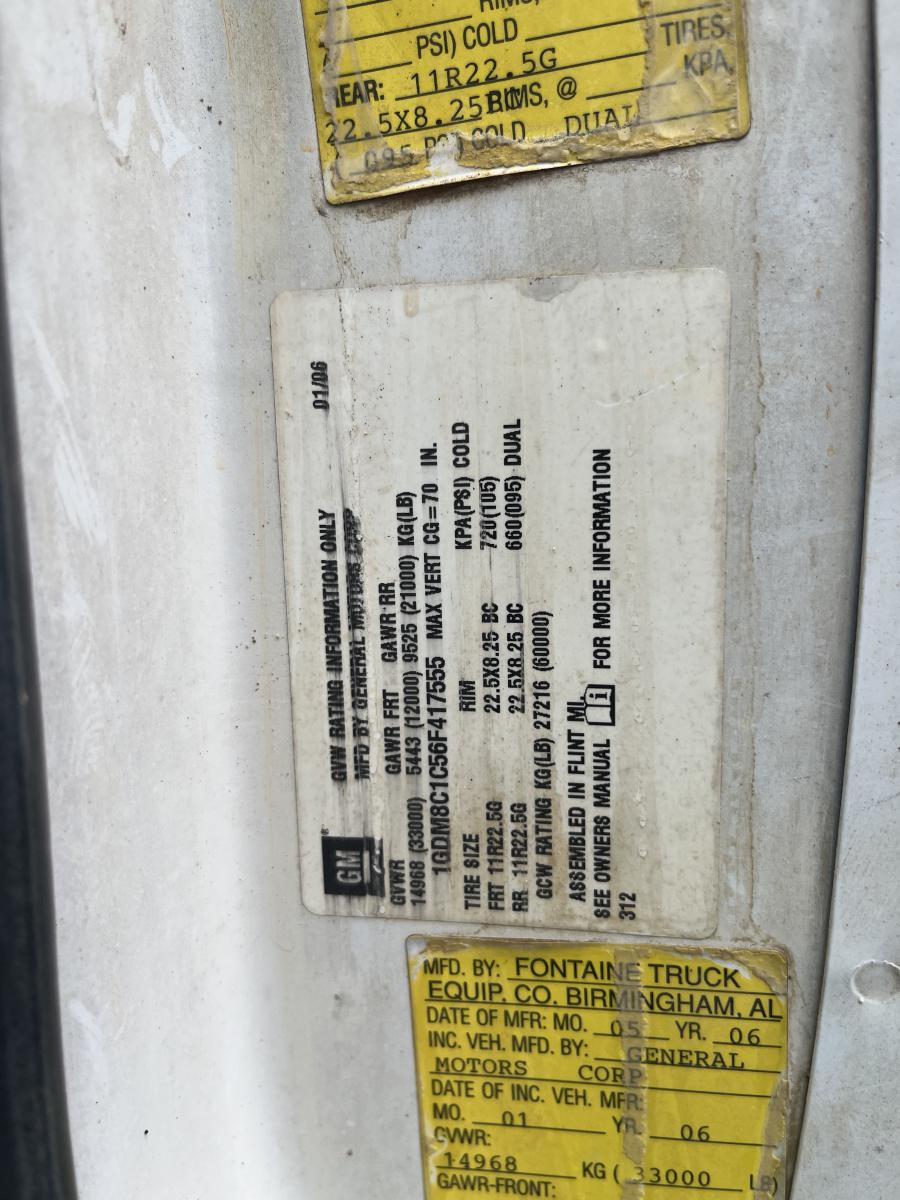 RIMS,
PSI) COLD
TIRES,
REAR: 11R22.5G
KPA
22.5X8.25 RIMS, @
( 095 PSI) COLD DUAL
GM
GVW RATING INFORMATION ONLY 01/06
MFD BY GENERAL MOTORS CORP
GVWR GAWR FRT GAWR RR
14968 (33000) 5443 (12000) 9525 (21000) KG(LB)
1GDM8C1C56F417555 MAX VERT CG=70 IN.
TIRE SIZE RIM KPA(PSI) COLD
FRT 11R22.5G 22.5X8.25 BC 720(105)
RR 11R22.5G 22.5X8.25 BC 660(095) DUAL
GCW RATING KG(LB) 27216 (60000)
ASSEMBLED IN FLINT MI.
SEE OWNERS MANUAL i FOR MORE INFORMATION
312
MFD. BY: FONTAINE TRUCK
EQUIP. CO. BIRMINGHAM, AL
DATE OF MFR: MO. 05 YR. 06
INC. VEH. MFD. BY: GENERAL
MOTORS CORP
DATE OF INC. VEH. MFR:
MO. 01 YR. 06
GVWR:
14968 KG ( 33000 LB)
GAWR-FRONT: